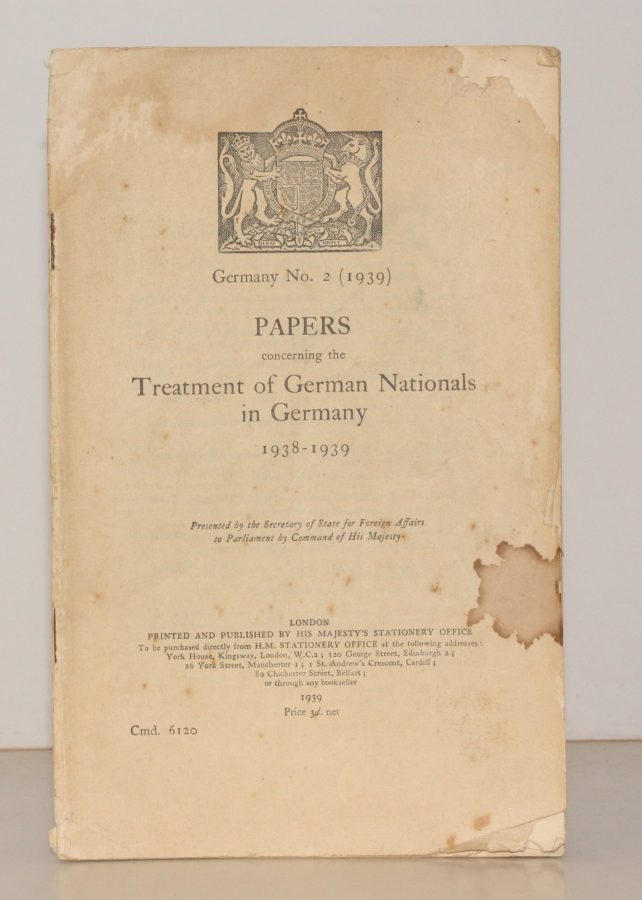 Germany No. 2 (1939)
PAPERS
concerning the
Treatment of German Nationals
in Germany
1938-1939
Presented by the Secretary of State for Foreign Affairs
to Parliament by Command of His Majesty
LONDON
PRINTED AND PUBLISHED BY HIS MAJESTY'S STATIONERY OFFICE
To be purchased directly from H.M. STATIONERY OFFICE at the following addresses:
York House, Kingsway, London, W.C.2; 120 George Street, Edinburgh 2;
26 York Street, Manchester 1; 1 St. Andrew's Crescent, Cardiff;
80 Chichester Street, Belfast;
or through any bookseller
1939
Price 3d. net
Cmd. 6120